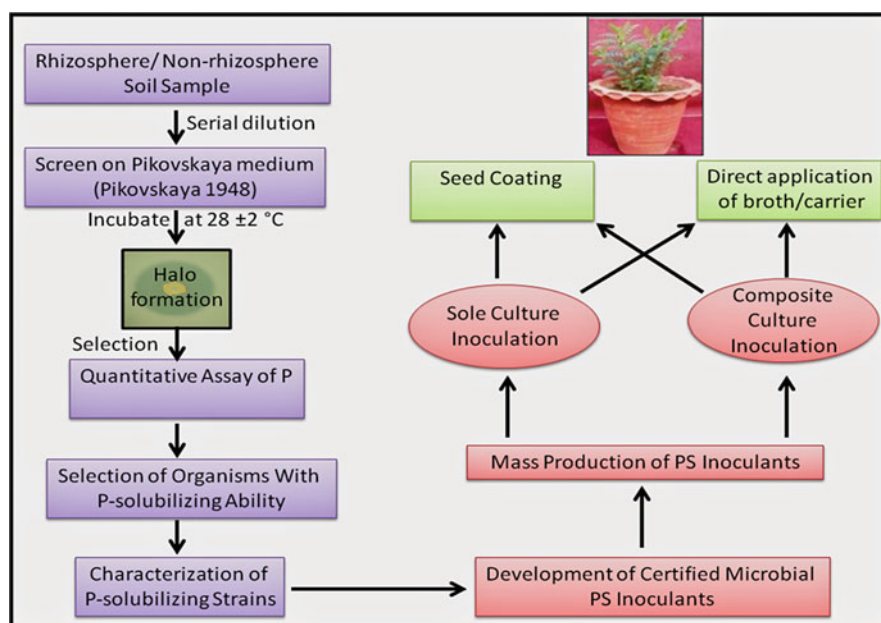 Rhizosphere/ Non-rhizosphere
Soil Sample
Serial dilution
Screen on Pikovskaya medium
(Pikovskaya 1948)
Incubate at 28 ±2 °C
Halo
formation
Selection
Quantitative Assay of P
Selection of Organisms With
P-solubilizing Ability
Characterization of
P-solubilizing Strains
Development of Certified Microbial
PS Inoculants
Mass Production of PS Inoculants
Sole Culture
Inoculation
Composite
Culture
Inoculation
Seed Coating
Direct application
of broth/carrier